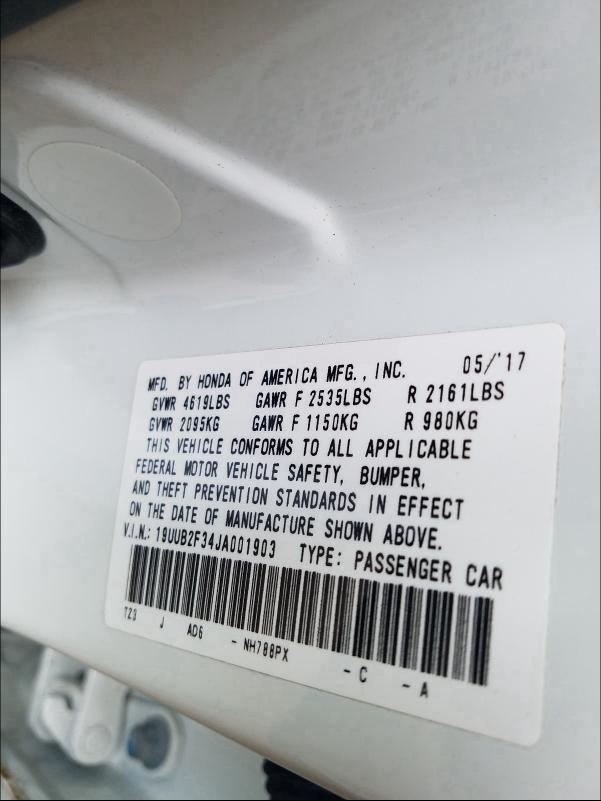 MFD. BY HONDA OF AMERICA MFG., INC. 05/'17
GVWR 4619LBS GAWR F 2535LBS R 2161LBS
GVWR 2095KG GAWR F 1150KG R 980KG
THIS VEHICLE CONFORMS TO ALL APPLICABLE
FEDERAL MOTOR VEHICLE SAFETY, BUMPER,
AND THEFT PREVENTION STANDARDS IN EFFECT
ON THE DATE OF MANUFACTURE SHOWN ABOVE.
V.I.N.: 19UUB2F34JA001903 TYPE: PASSENGER CAR
TZ3 J AD6 - NH788PX - C - A